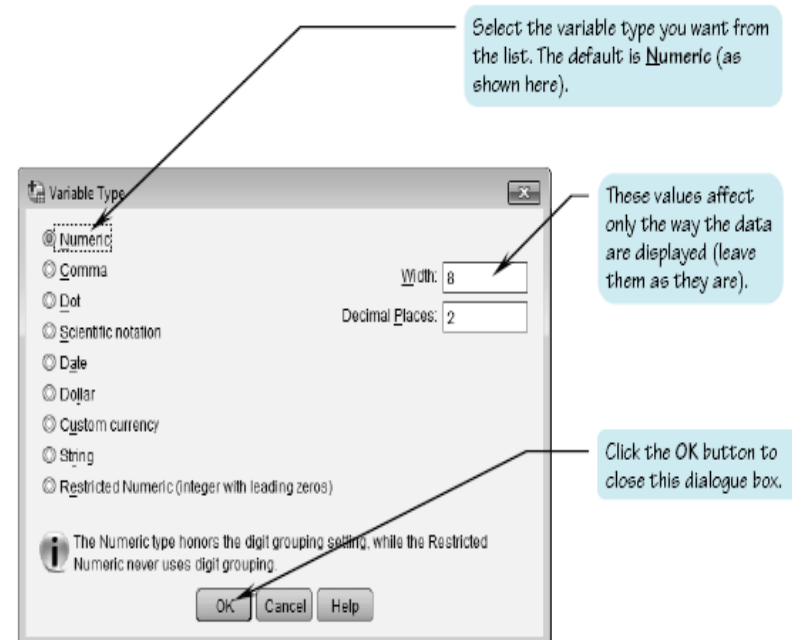 Select the variable type you want from
the list. The default is Numeric (as
shown here).
Variable Type
Numeric
Comma
Dot
Scientific notation
Date
Dollar
Custom currency
String
Restricted Numeric (integer with leading zeros)
Width: 8
Decimal Places: 2
These values affect
only the way the data
are displayed (leave
them as they are).
Click the OK button to
close this dialogue box.
The Numeric type honors the digit grouping setting, while the Restricted
Numeric never uses digit grouping.
OK Cancel Help